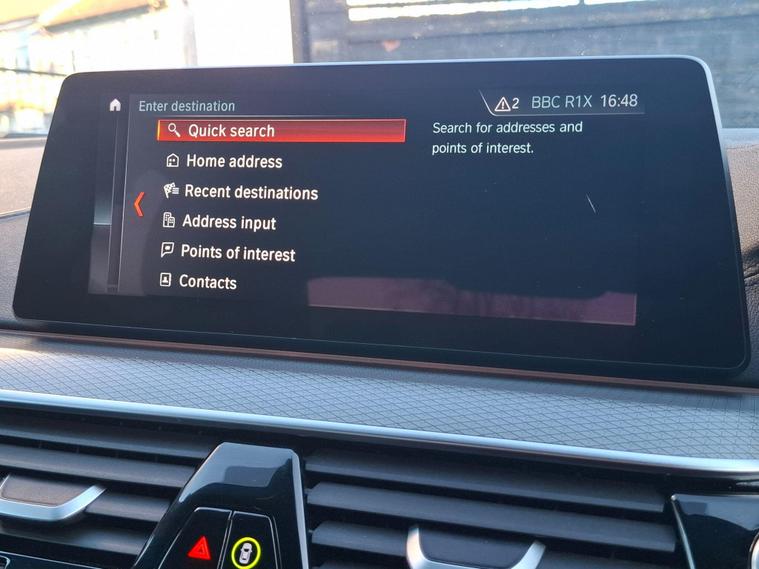 Enter destination
2 BBC R1X 16:48
Quick search
Home address
Recent destinations
Address input
Points of interest
Contacts
Search for addresses and
points of interest.